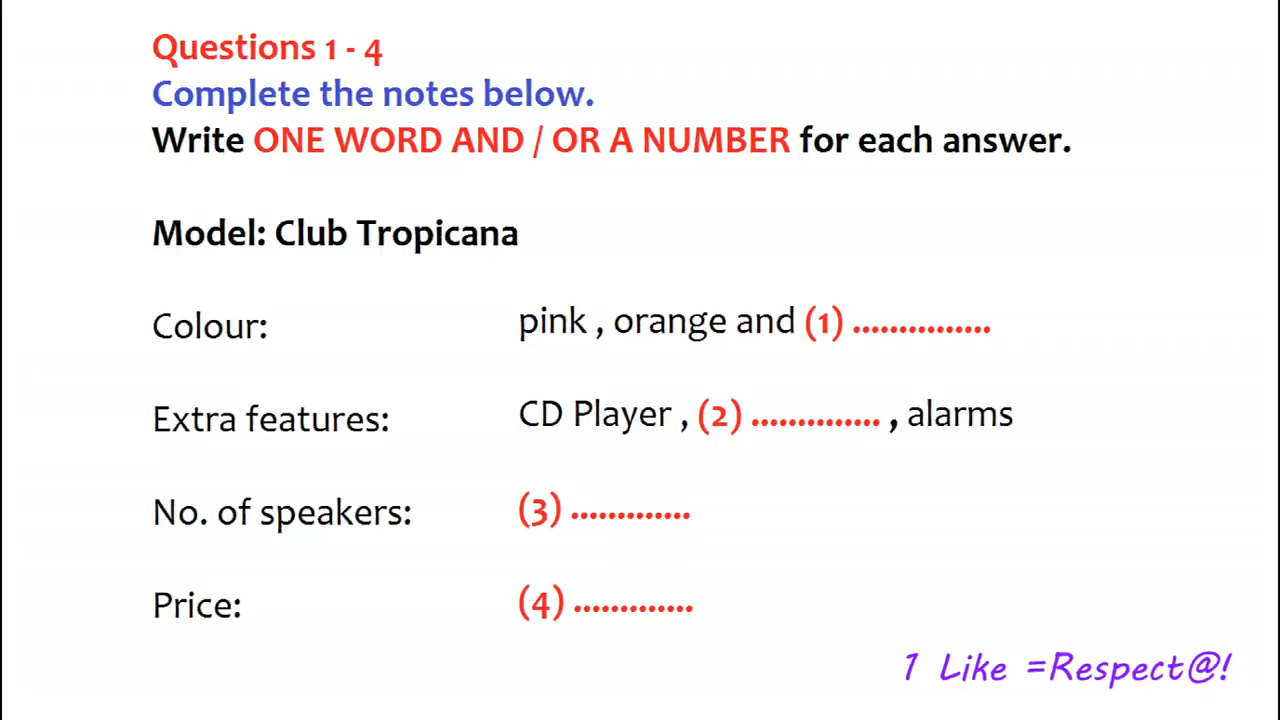 Questions 1 - 4
Complete the notes below.
Write ONE WORD AND / OR A NUMBER for each answer.
Model: Club Tropicana
Colour: pink , orange and (1) ...............
Extra features: CD Player , (2) .............. , alarms
No. of speakers: (3) .............
Price: (4) .............
1 Like =Respect@!